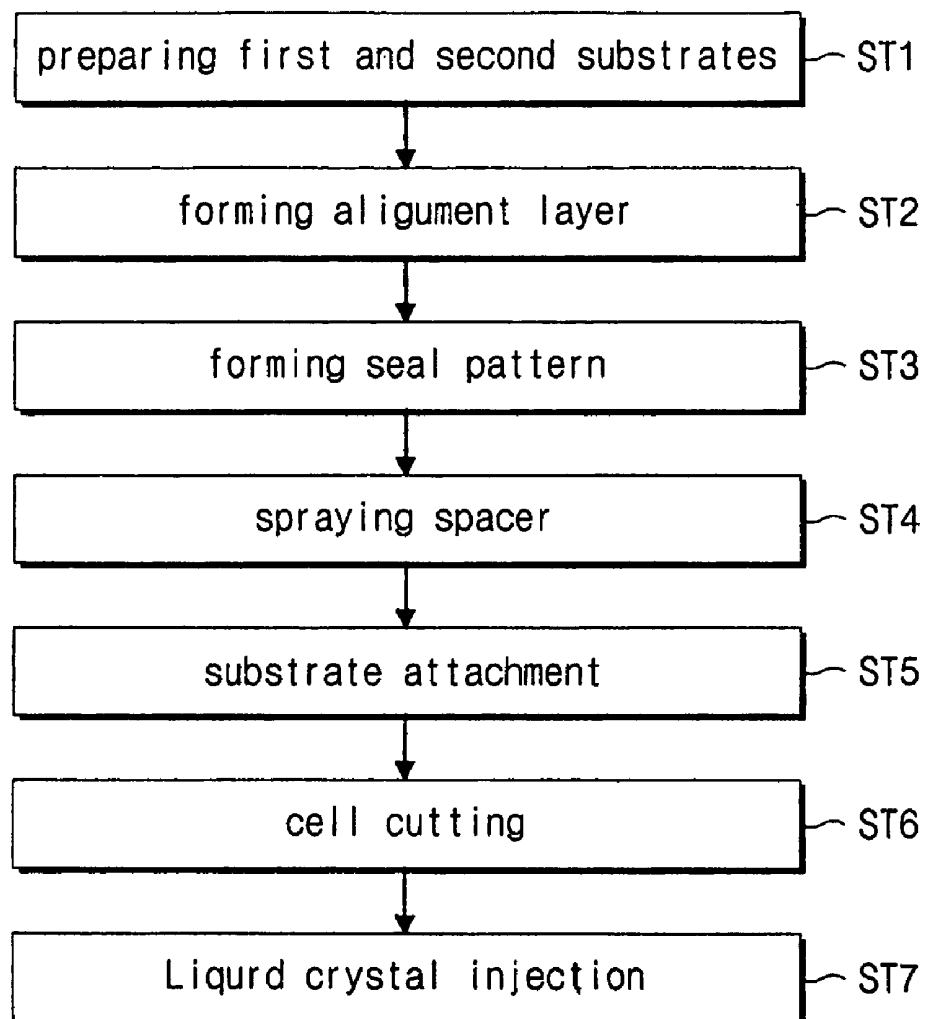 preparing first and second substrates ST1
forming aligument layer ST2
forming seal pattern ST3
spraying spacer ST4
substrate attachment ST5
cell cutting ST6
Liqurd crystal injection ST7